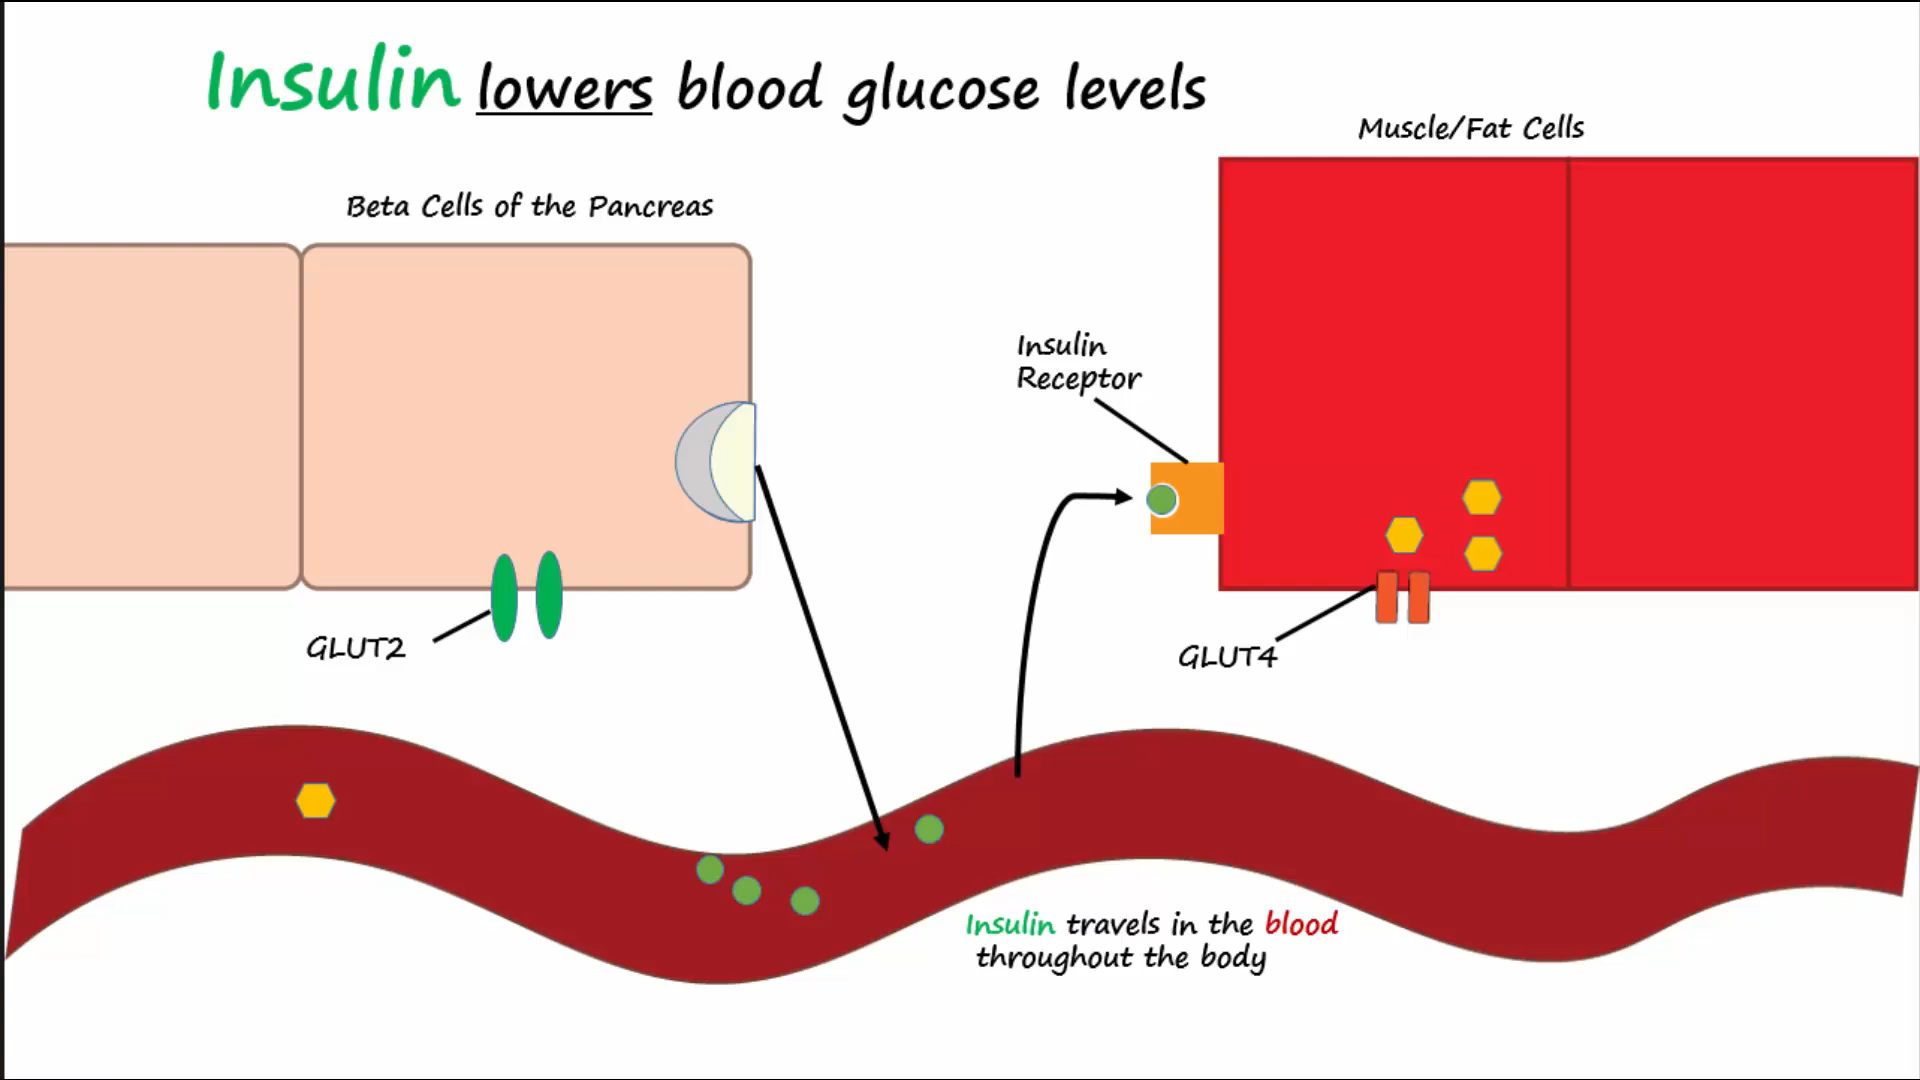 Insulin lowers blood glucose levels
Muscle/Fat Cells
Beta Cells of the Pancreas
Insulin
Receptor
GLUT2
GLUT4
Insulin travels in the blood
throughout the body